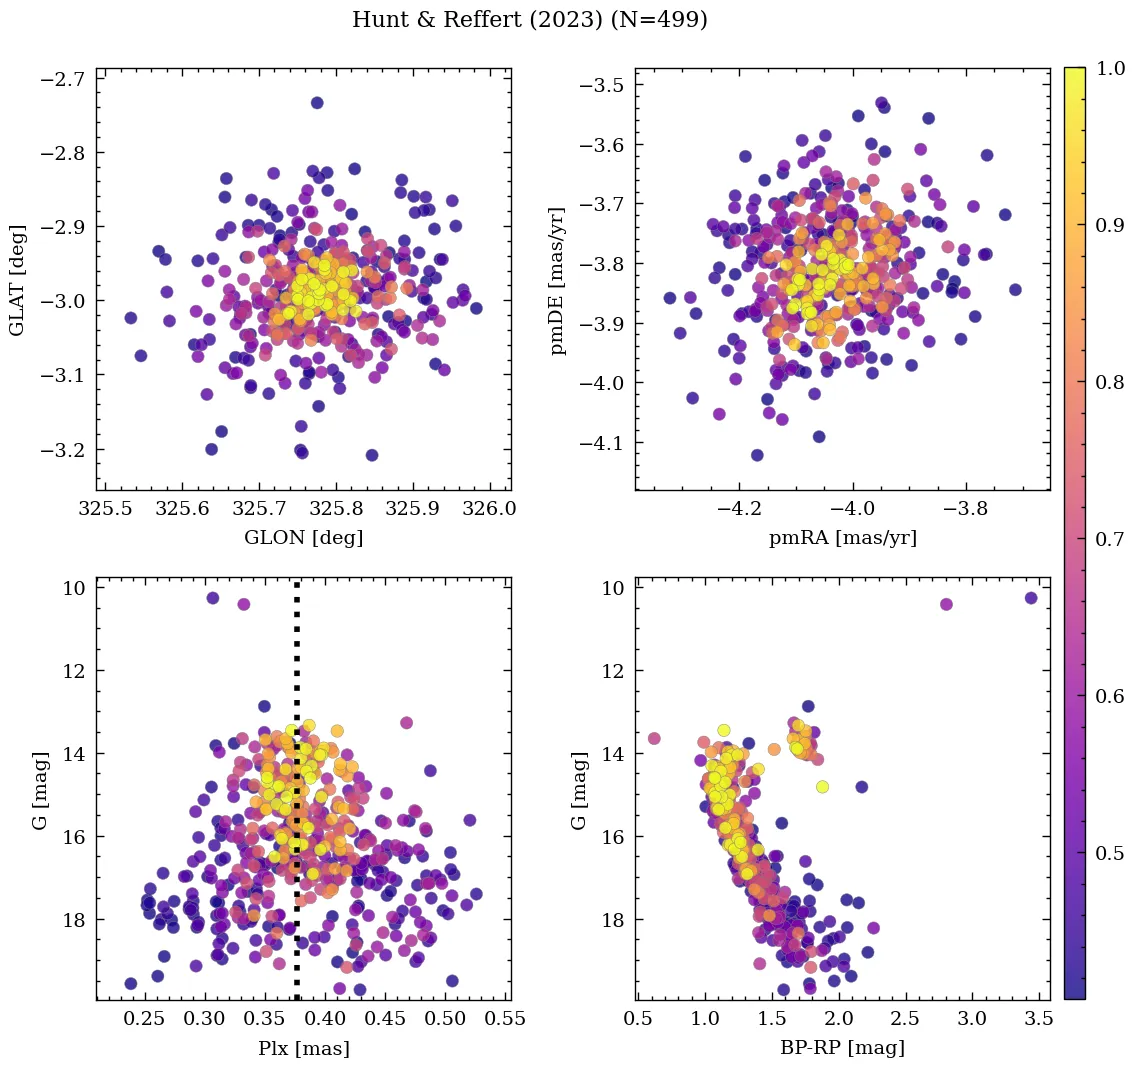 Hunt & Reffert (2023) (N=499)
−2.7
−2.8
−2.9
−3.0
−3.1
−3.2
GLAT [deg]
325.5 325.6 325.7 325.8 325.9 326.0
GLON [deg]
−3.5
−3.6
−3.7
−3.8
−3.9
−4.0
−4.1
pmDE [mas/yr]
−4.2 −4.0 −3.8
pmRA [mas/yr]
10
12
14
16
18
G [mag]
0.25 0.30 0.35 0.40 0.45 0.50 0.55
Plx [mas]
G [mag]
0.5 1.0 1.5 2.0 2.5 3.0 3.5
BP-RP [mag]
1.0
0.9
0.8
0.7
0.6
0.5